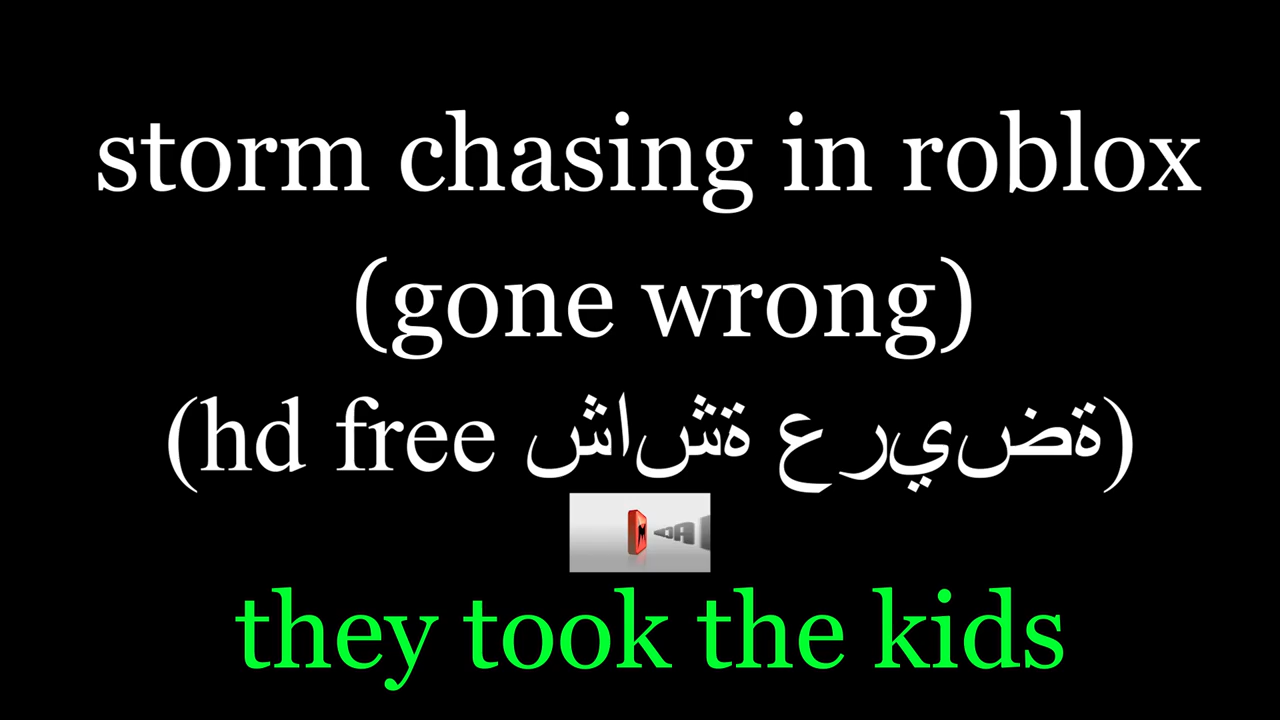 storm chasing in roblox
(gone wrong)
(hd free شاشة عريضة)
they took the kids